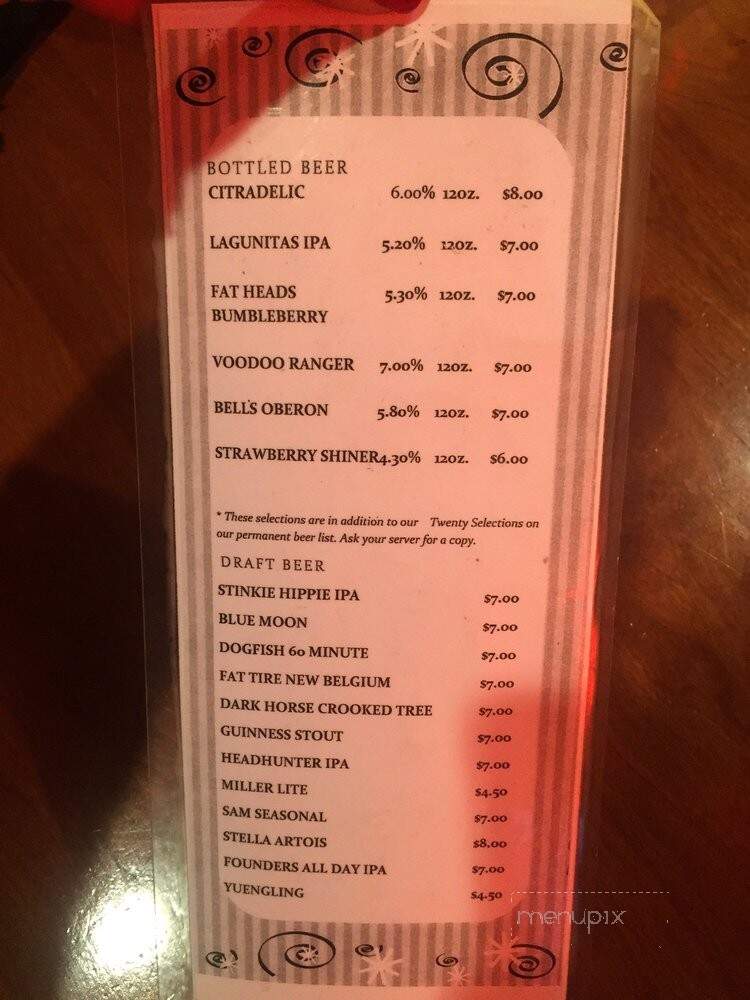 BOTTLED BEER
CITRADELIC 6.00% 12OZ. $8.00
LAGUNITAS IPA 5.20% 12OZ. $7.00
FAT HEADS 5.30% 12OZ. $7.00
BUMBLEBERRY
VOODOO RANGER 7.00% 12OZ. $7.00
BELL'S OBERON 5.80% 12OZ. $7.00
STRAWBERRY SHINER4.30% 12OZ. $6.00
* These selections are in addition to our Twenty Selections on
our permanent beer list. Ask your server for a copy.
DRAFT BEER
STINKIE HIPPIE IPA $7.00
BLUE MOON $7.00
DOGFISH 60 MINUTE $7.00
FAT TIRE NEW BELGIUM $7.00
DARK HORSE CROOKED TREE $7.00
GUINNESS STOUT $7.00
HEADHUNTER IPA $7.00
MILLER LITE $4.50
SAM SEASONAL $7.00
STELLA ARTOIS $8.00
FOUNDERS ALL DAY IPA $7.00
YUENGLING $4.50
menupix